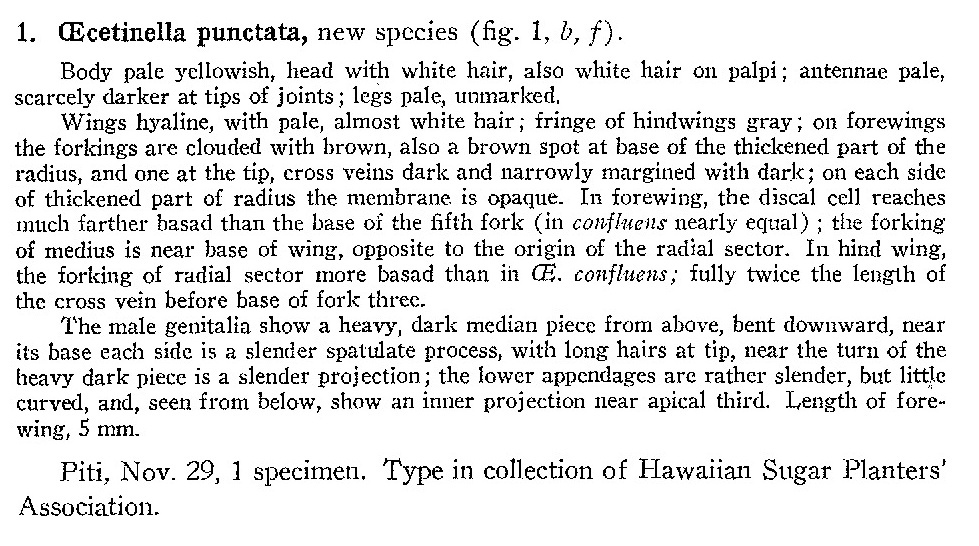 1. Œcetinella punctata, new species (fig. 1, b, f).
Body pale yellowish, head with white hair, also white hair on palpi; antennae pale,
scarcely darker at tips of joints; legs pale, unmarked.
Wings hyaline, with pale, almost white hair; fringe of hindwings gray; on forewings
the forkings are clouded with brown, also a brown spot at base of the thickened part of the
radius, and one at the tip, cross veins dark and narrowly margined with dark; on each side
of thickened part of radius the membrane is opaque. In forewing, the discal cell reaches
much farther basad than the base of the fifth fork (in confluens nearly equal); the forking
of medius is near base of wing, opposite to the origin of the radial sector. In hind wing,
the forking of radial sector more basad than in Œ. confluens; fully twice the length of
the cross vein before base of fork three.
The male genitalia show a heavy, dark median piece from above, bent downward, near
its base each side is a slender spatulate process, with long hairs at tip, near the turn of the
heavy dark piece is a slender projection; the lower appendages are rather slender, but little
curved, and, seen from below, show an inner projection near apical third. Length of fore-
wing, 5 mm.
Piti, Nov. 29, 1 specimen. Type in collection of Hawaiian Sugar Planters'
Association.